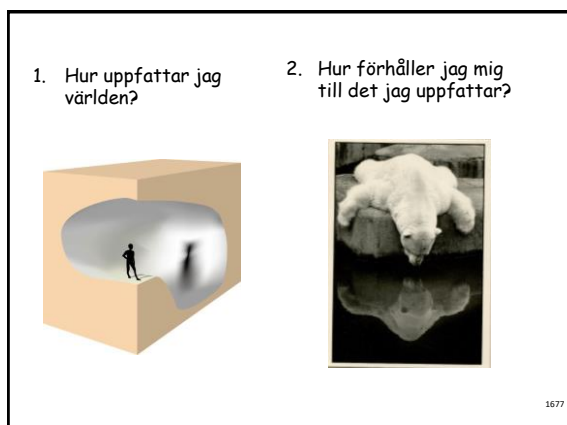 1. Hur uppfattar jag
världen?
2. Hur förhåller jag mig
till det jag uppfattar?
1677